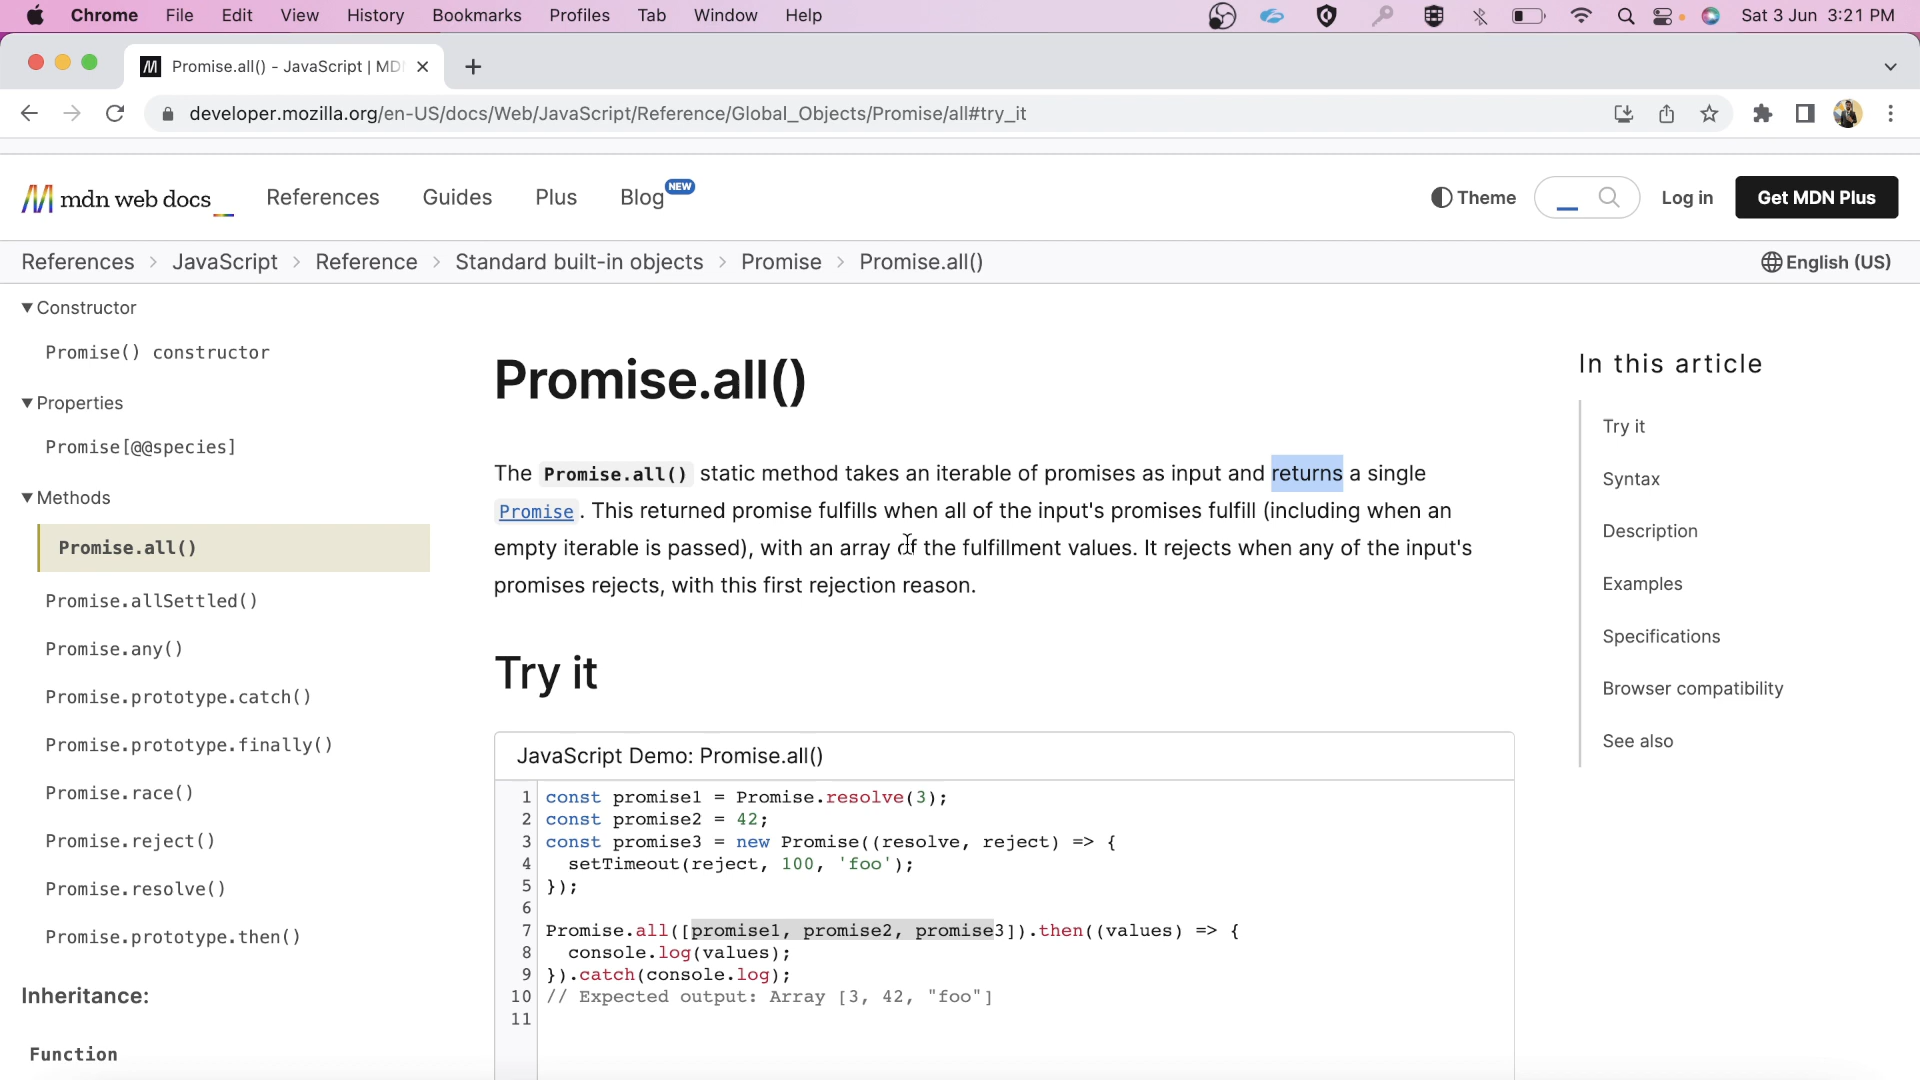 Chrome File Edit View History Bookmarks Profiles Tab Window Help Sat 3 Jun 3:21 PM
Promise.all() - JavaScript | MD
developer.mozilla.org/en-US/docs/Web/JavaScript/Reference/Global_Objects/Promise/all#try_it
mdn web docs References Guides Plus Blog NEW Theme Log in Get MDN Plus
References > JavaScript > Reference > Standard built-in objects > Promise > Promise.all() English (US)
Constructor
Promise() constructor
Properties
Promise[@@species]
Methods
Promise.all()
Promise.allSettled()
Promise.any()
Promise.prototype.catch()
Promise.prototype.finally()
Promise.race()
Promise.reject()
Promise.resolve()
Promise.prototype.then()
Inheritance:
Function
Promise.all()
The Promise.all() static method takes an iterable of promises as input and returns a single
Promise. This returned promise fulfills when all of the input's promises fulfill (including when an
empty iterable is passed), with an array of the fulfillment values. It rejects when any of the input's
promises rejects, with this first rejection reason.
Try it
JavaScript Demo: Promise.all()
1 const promise1 = Promise.resolve(3);
2 const promise2 = 42;
3 const promise3 = new Promise((resolve, reject) => {
4 setTimeout(reject, 100, 'foo');
5 });
6
7 Promise.all([promise1, promise2, promise3]).then((values) => {
8 console.log(values);
9 }).catch(console.log);
10 // Expected output: Array [3, 42, "foo"]
11
In this article
Try it
Syntax
Description
Examples
Specifications
Browser compatibility
See also